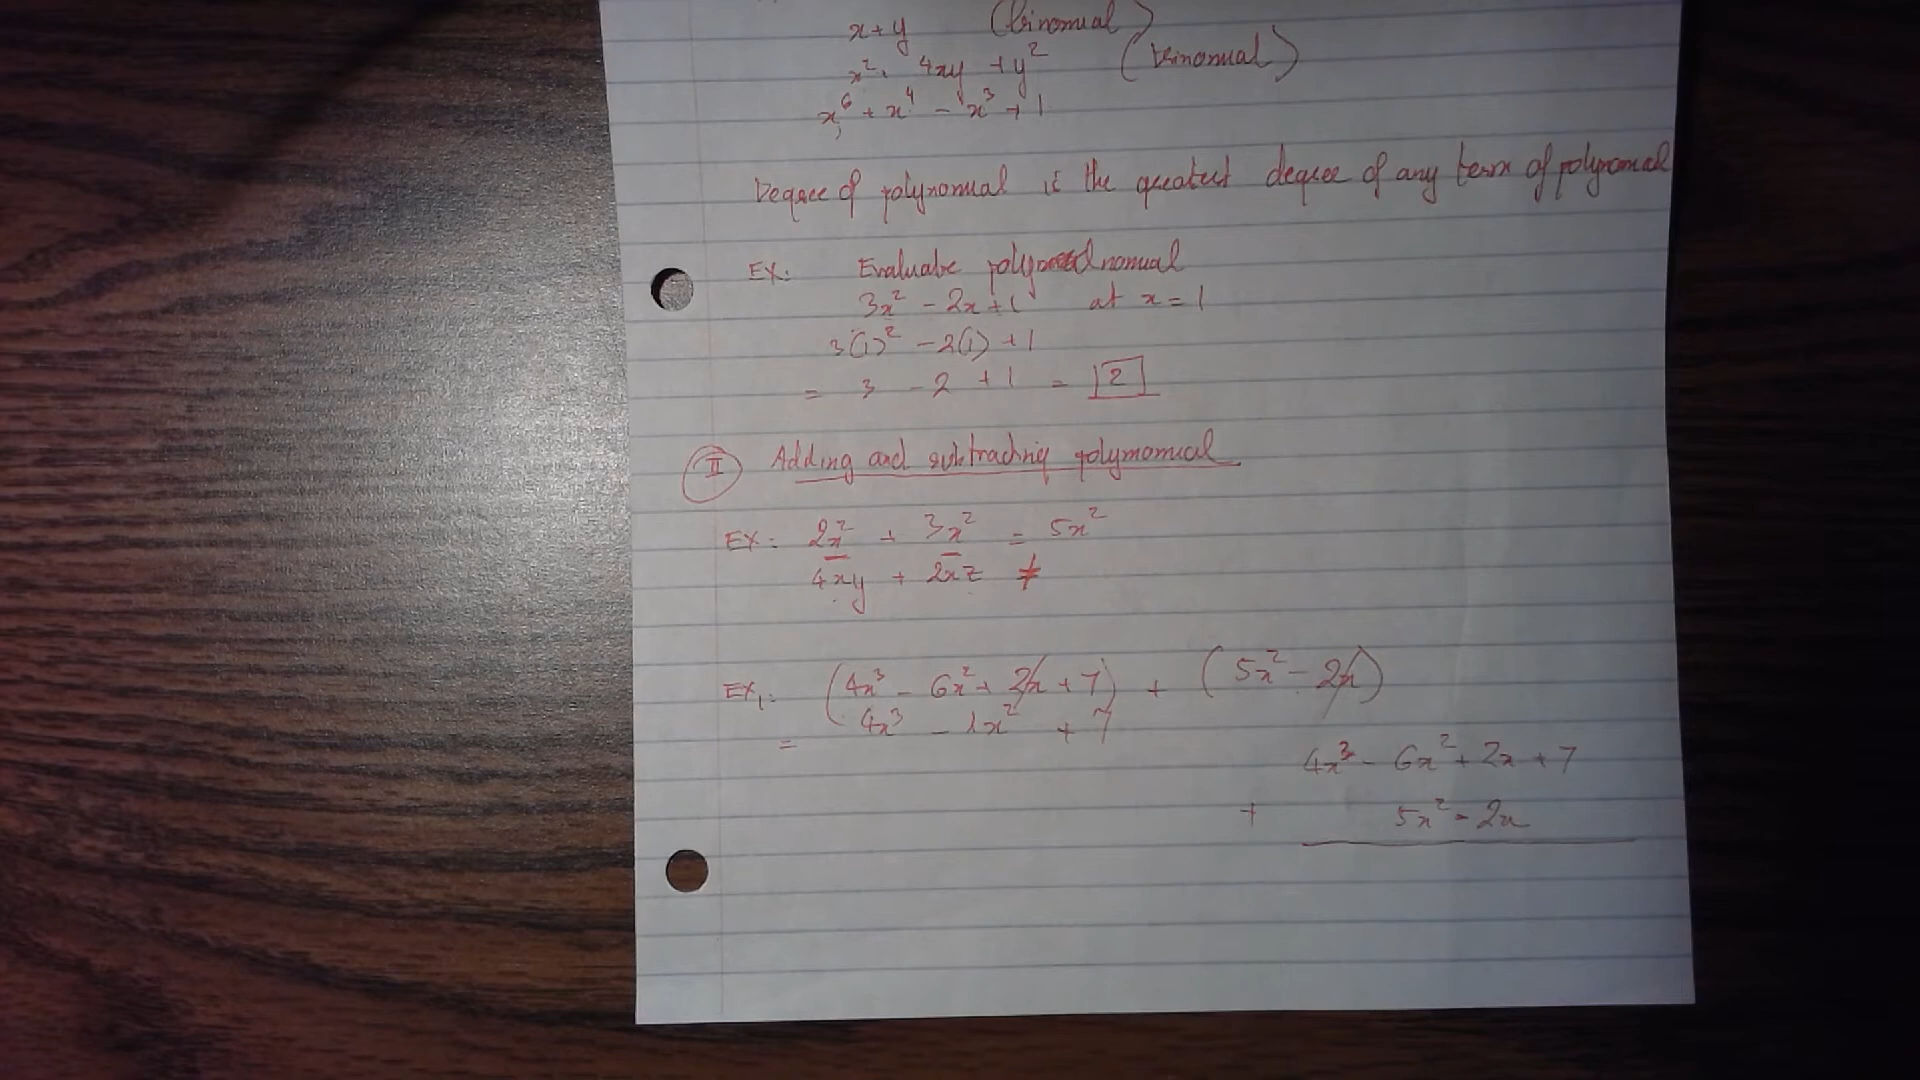 x+y (binomial)
x². 4xy + y² (trinomial)
x⁶ + x⁴ - x³ + 1
Degree of polynomial is the greatest degree of any term of polynomial
EX: Evaluate polynomial
3x² - 2x + 1 at x = 1
3(1)² - 2(1) + 1
= 3 - 2 + 1 = 2
II Adding and subtracting polymomial
EX: 2x² + 3x² = 5x²
4xy + 2xz ≠
EX1: (4x³ - 6x² + 2x + 7) + (5x² - 2x)
= 4x³ - 1x² + 7
4x³ - 6x² + 2x + 7
+ 5x² - 2x